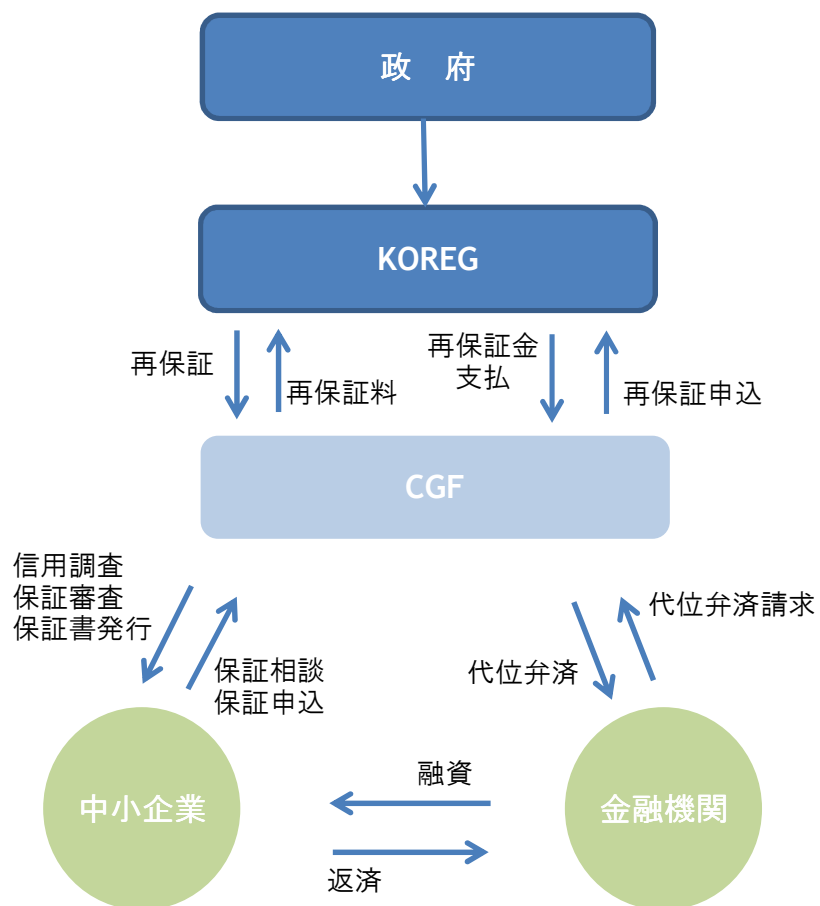 政　府
KOREG
再保証
再保証料
再保証金
支払
再保証申込
CGF
信用調査
保証審査
保証書発行
保証相談
保証申込
代位弁済
代位弁済請求
中小企業
融資
返済
金融機関